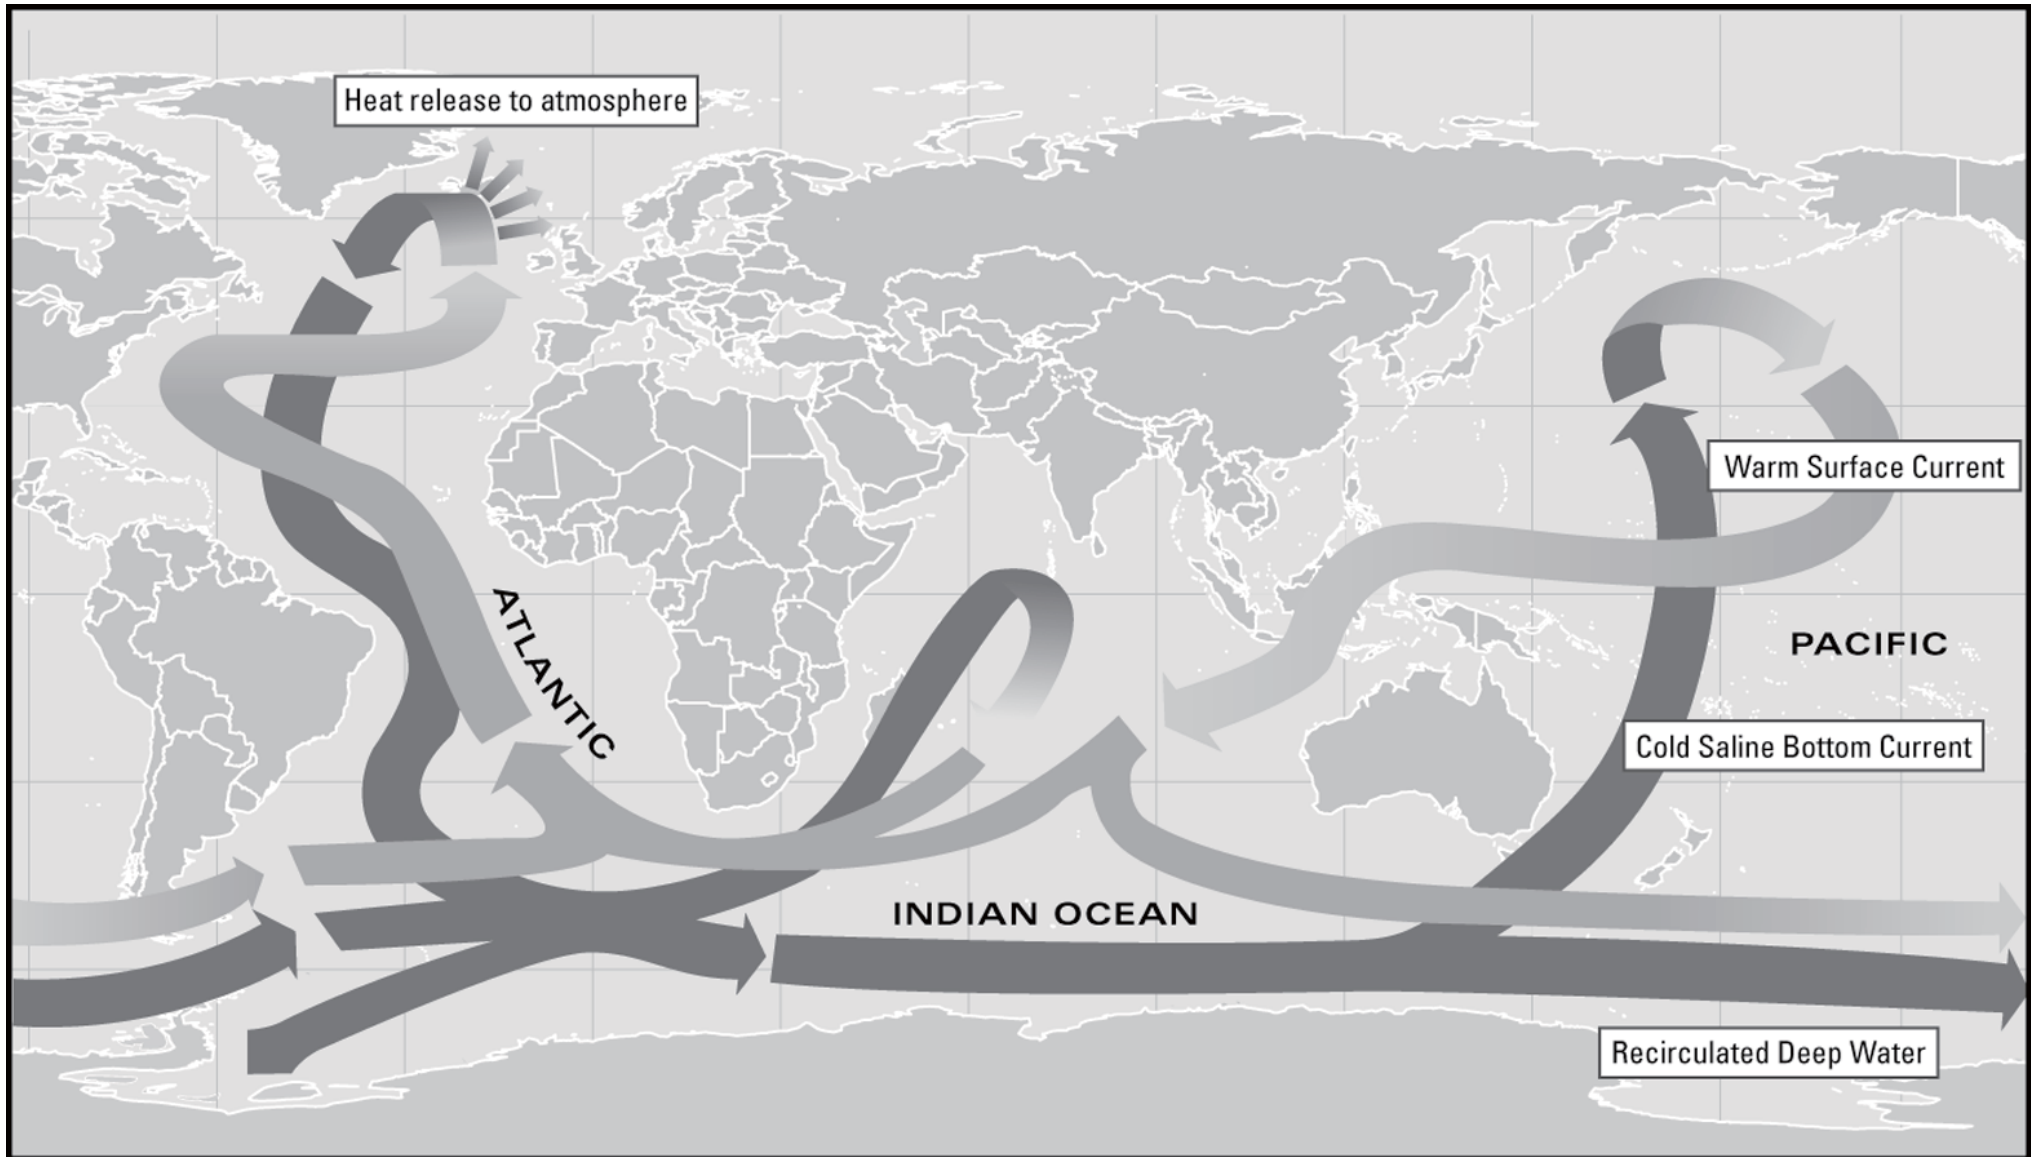 Heat release to atmosphere
Warm Surface Current
ATLANTIC
PACIFIC
Cold Saline Bottom Current
INDIAN OCEAN
Recirculated Deep Water